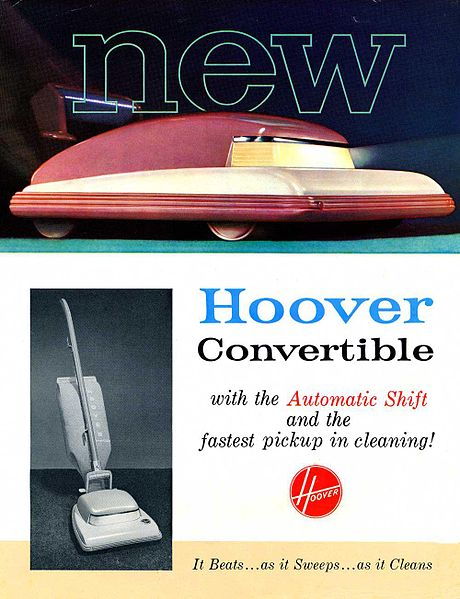 new
Hoover
Convertible
with the Automatic Shift
and the
fastest pickup in cleaning!
HOOVER
It Beats...as it Sweeps...as it Cleans